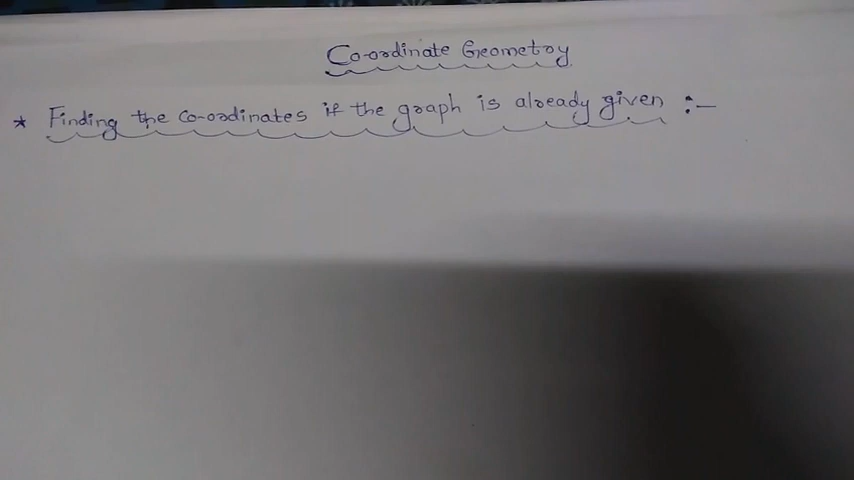 Co-ordinate Geometry
* Finding the co-ordinates if the graph is already given :-